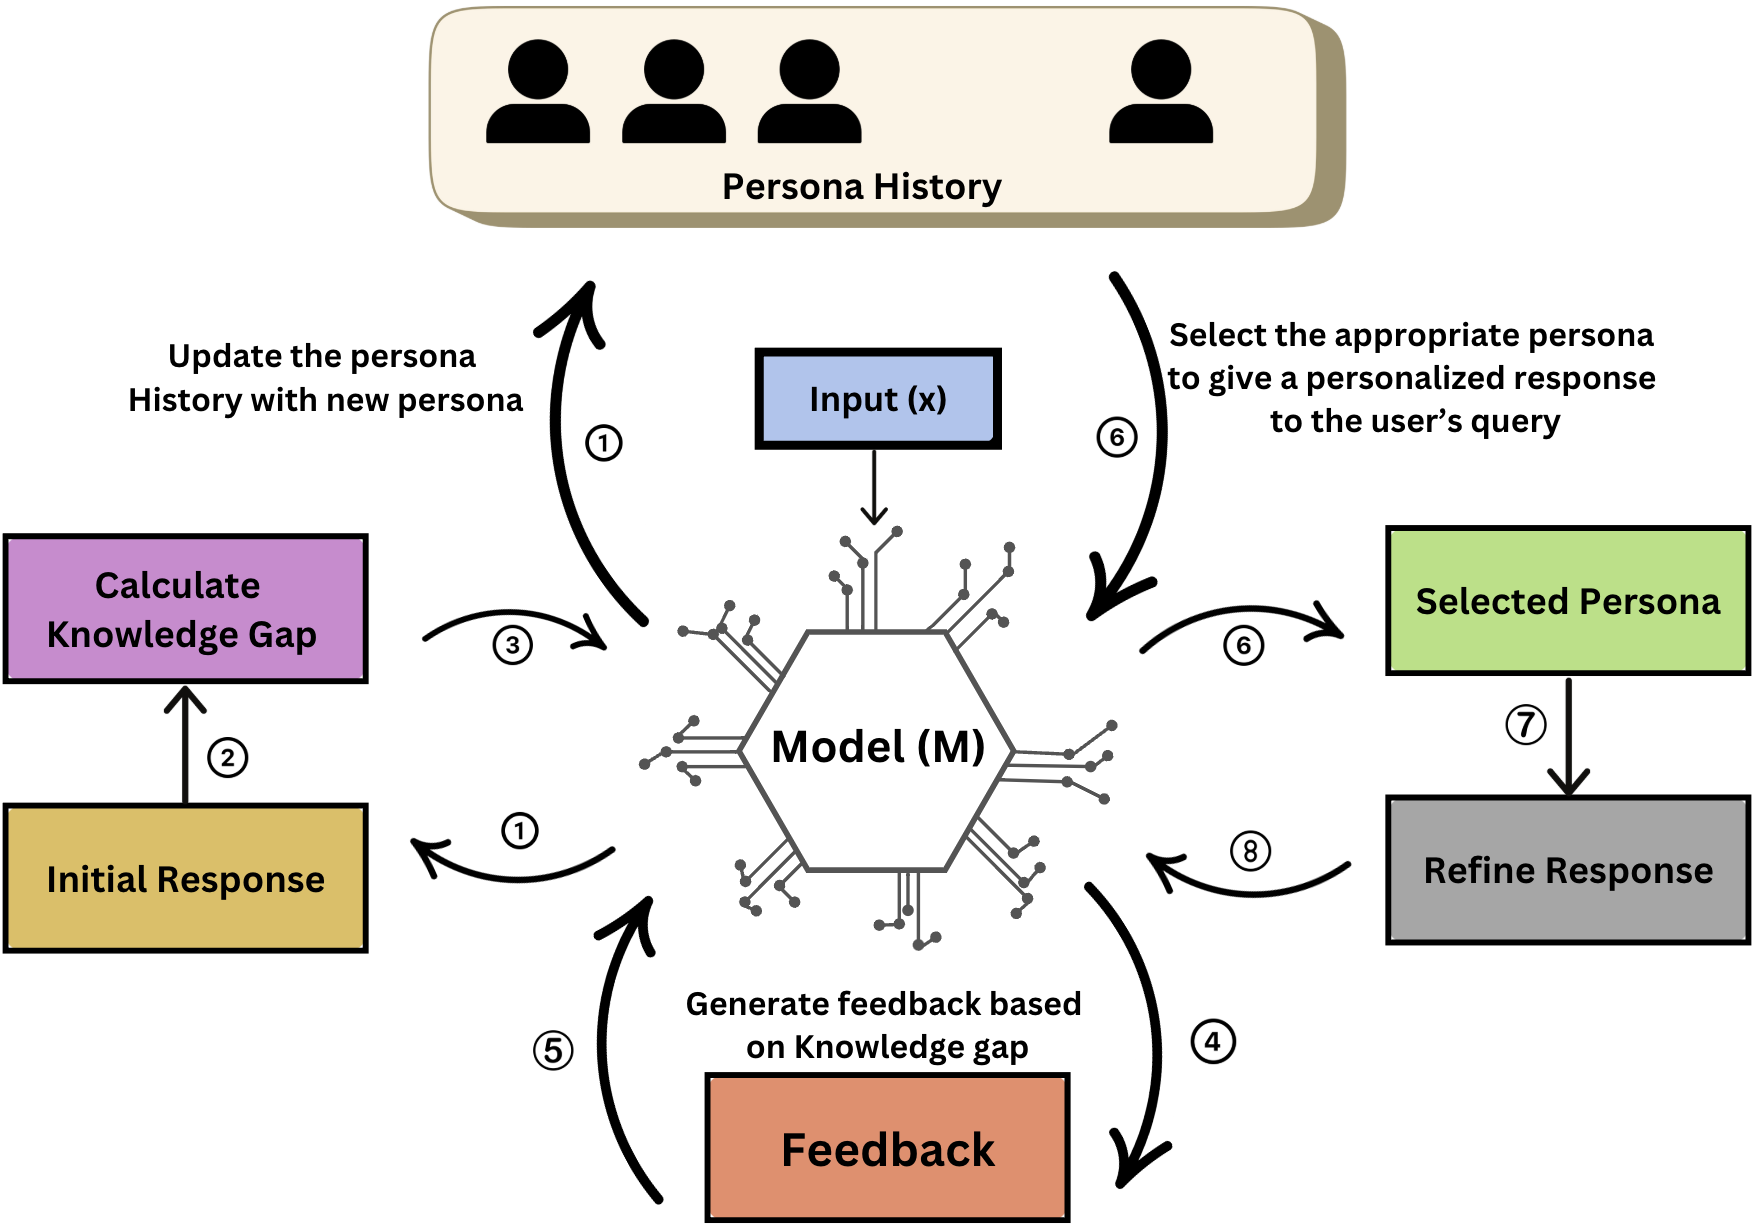 Persona History
Update the persona
History with new persona
①
Input (x)
⑥
Select the appropriate persona
to give a personalized response
to the user’s query
Calculate
Knowledge Gap
③
②
Initial Response
①
Model (M)
⑥
Selected Persona
⑦
Refine Response
⑧
⑤
Generate feedback based
on Knowledge gap
④
Feedback